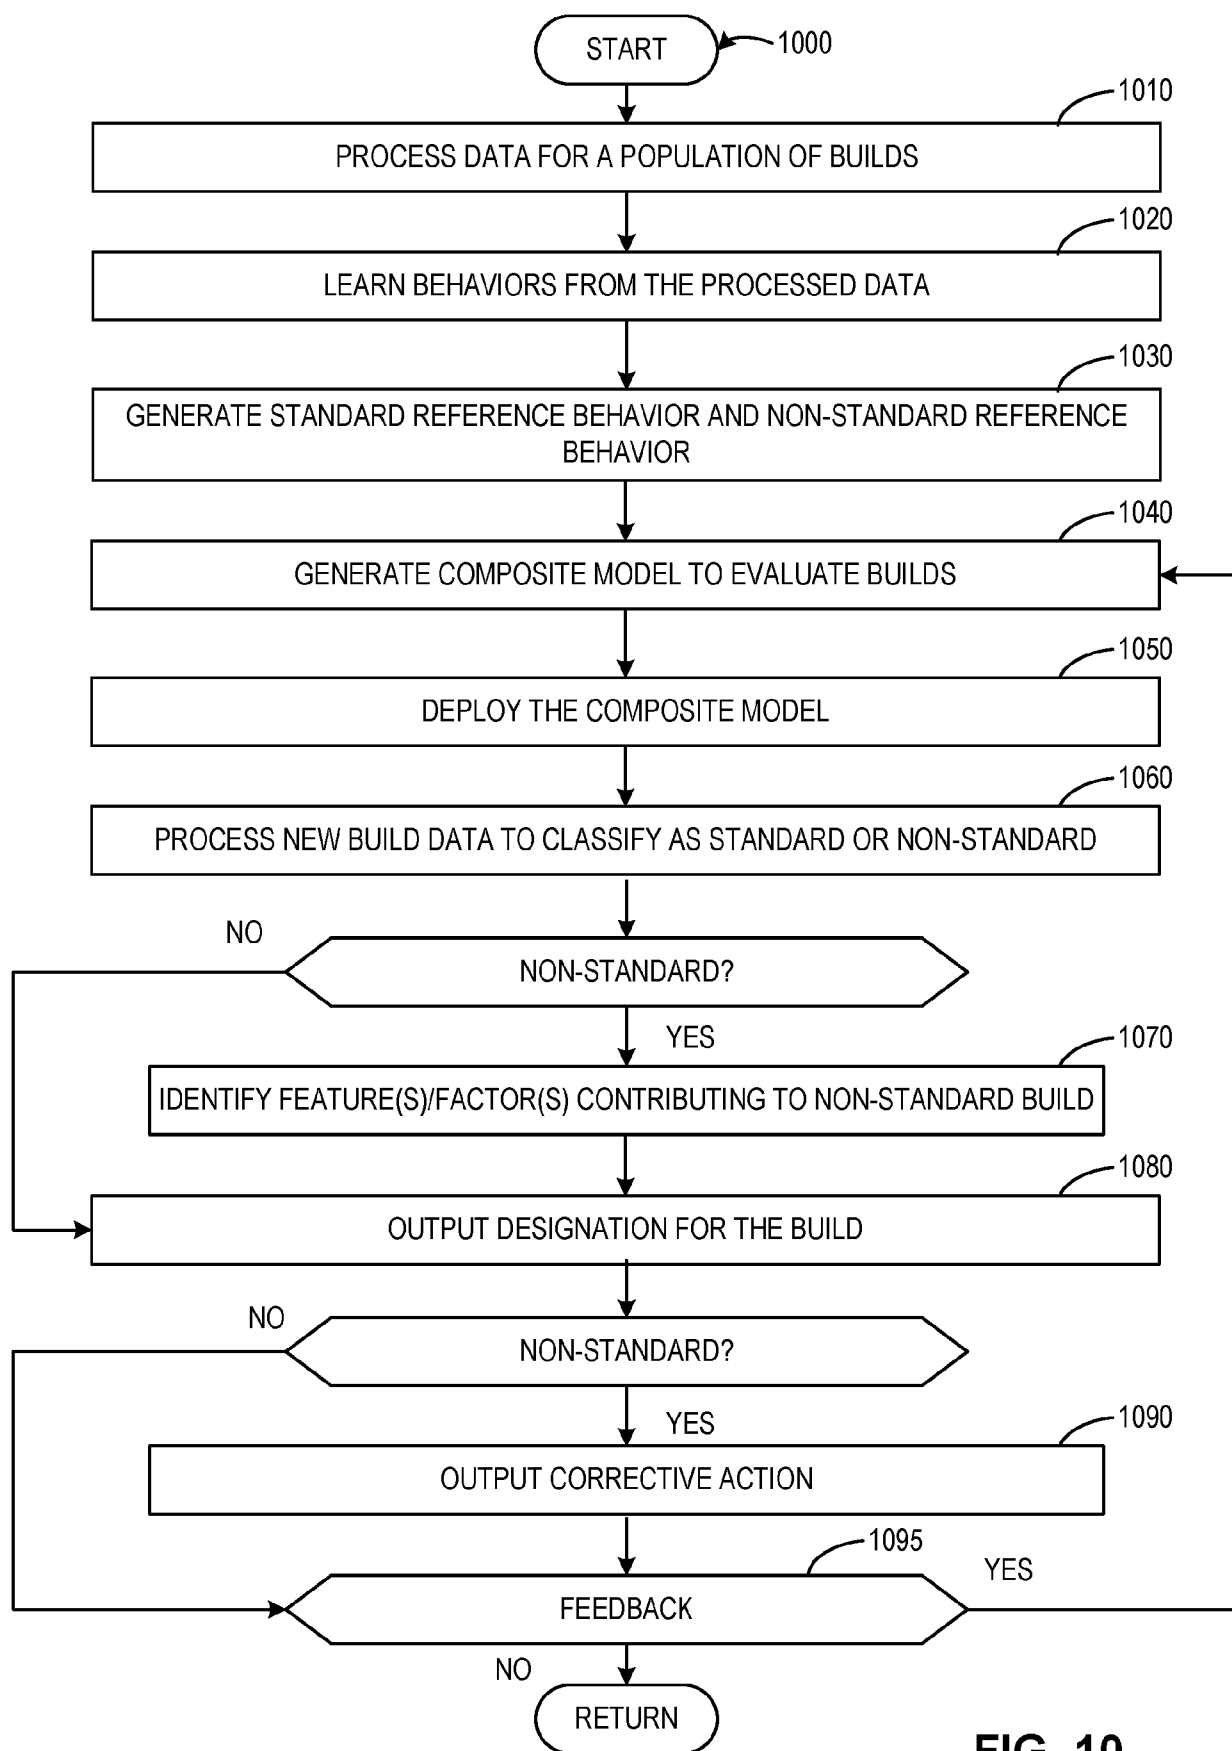 START
1000
1010
PROCESS DATA FOR A POPULATION OF BUILDS
1020
LEARN BEHAVIORS FROM THE PROCESSED DATA
1030
GENERATE STANDARD REFERENCE BEHAVIOR AND NON-STANDARD REFERENCE
BEHAVIOR
1040
GENERATE COMPOSITE MODEL TO EVALUATE BUILDS
1050
DEPLOY THE COMPOSITE MODEL
1060
PROCESS NEW BUILD DATA TO CLASSIFY AS STANDARD OR NON-STANDARD
NO
NON-STANDARD?
YES
1070
IDENTIFY FEATURE(S)/FACTOR(S) CONTRIBUTING TO NON-STANDARD BUILD
1080
OUTPUT DESIGNATION FOR THE BUILD
NO
NON-STANDARD?
YES
1090
OUTPUT CORRECTIVE ACTION
1095
YES
FEEDBACK
NO
RETURN
FIG. 10